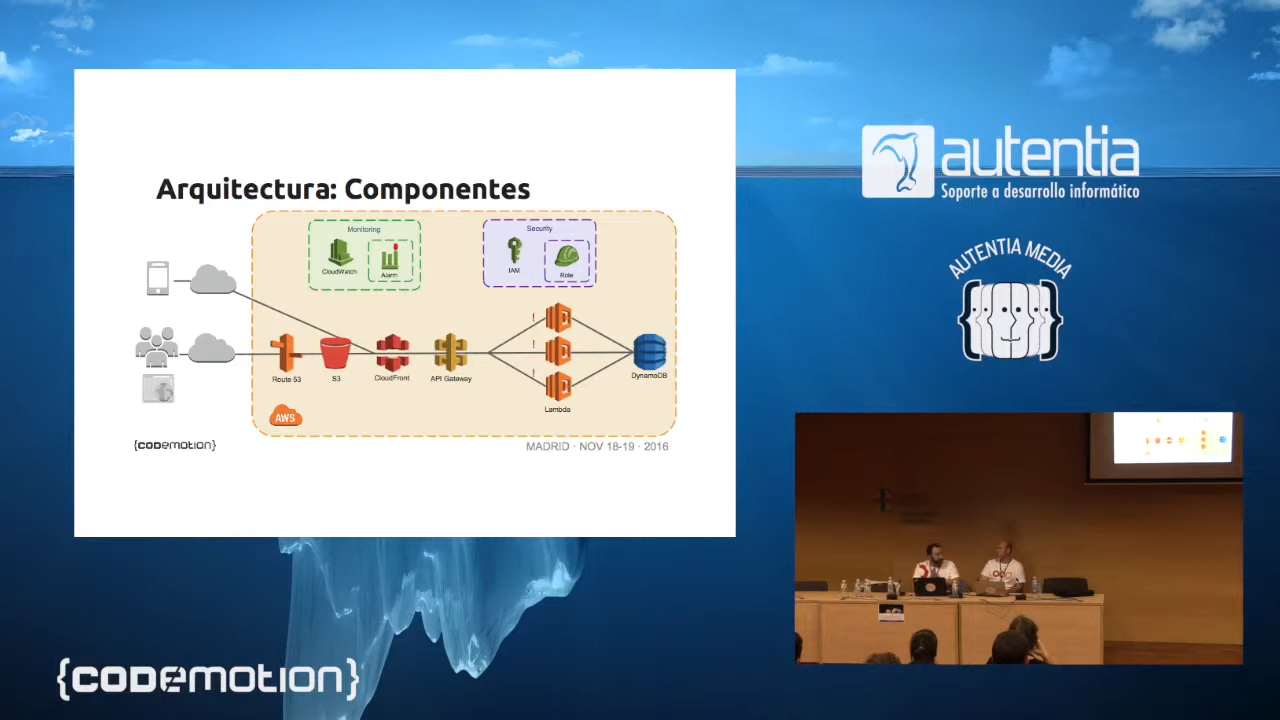 Arquitectura: Componentes
Monitoring
CloudWatch
Alarm
Security
IAM
Role
Route 53
S3
CloudFront
API Gateway
Lambda
DynamoDB
!
!
!
AWS
{CODEMOTION}
MADRID · NOV 18-19 · 2016
autentia
Soporte a desarrollo informático
AUTENTIA MEDIA
{CODEMOTION}